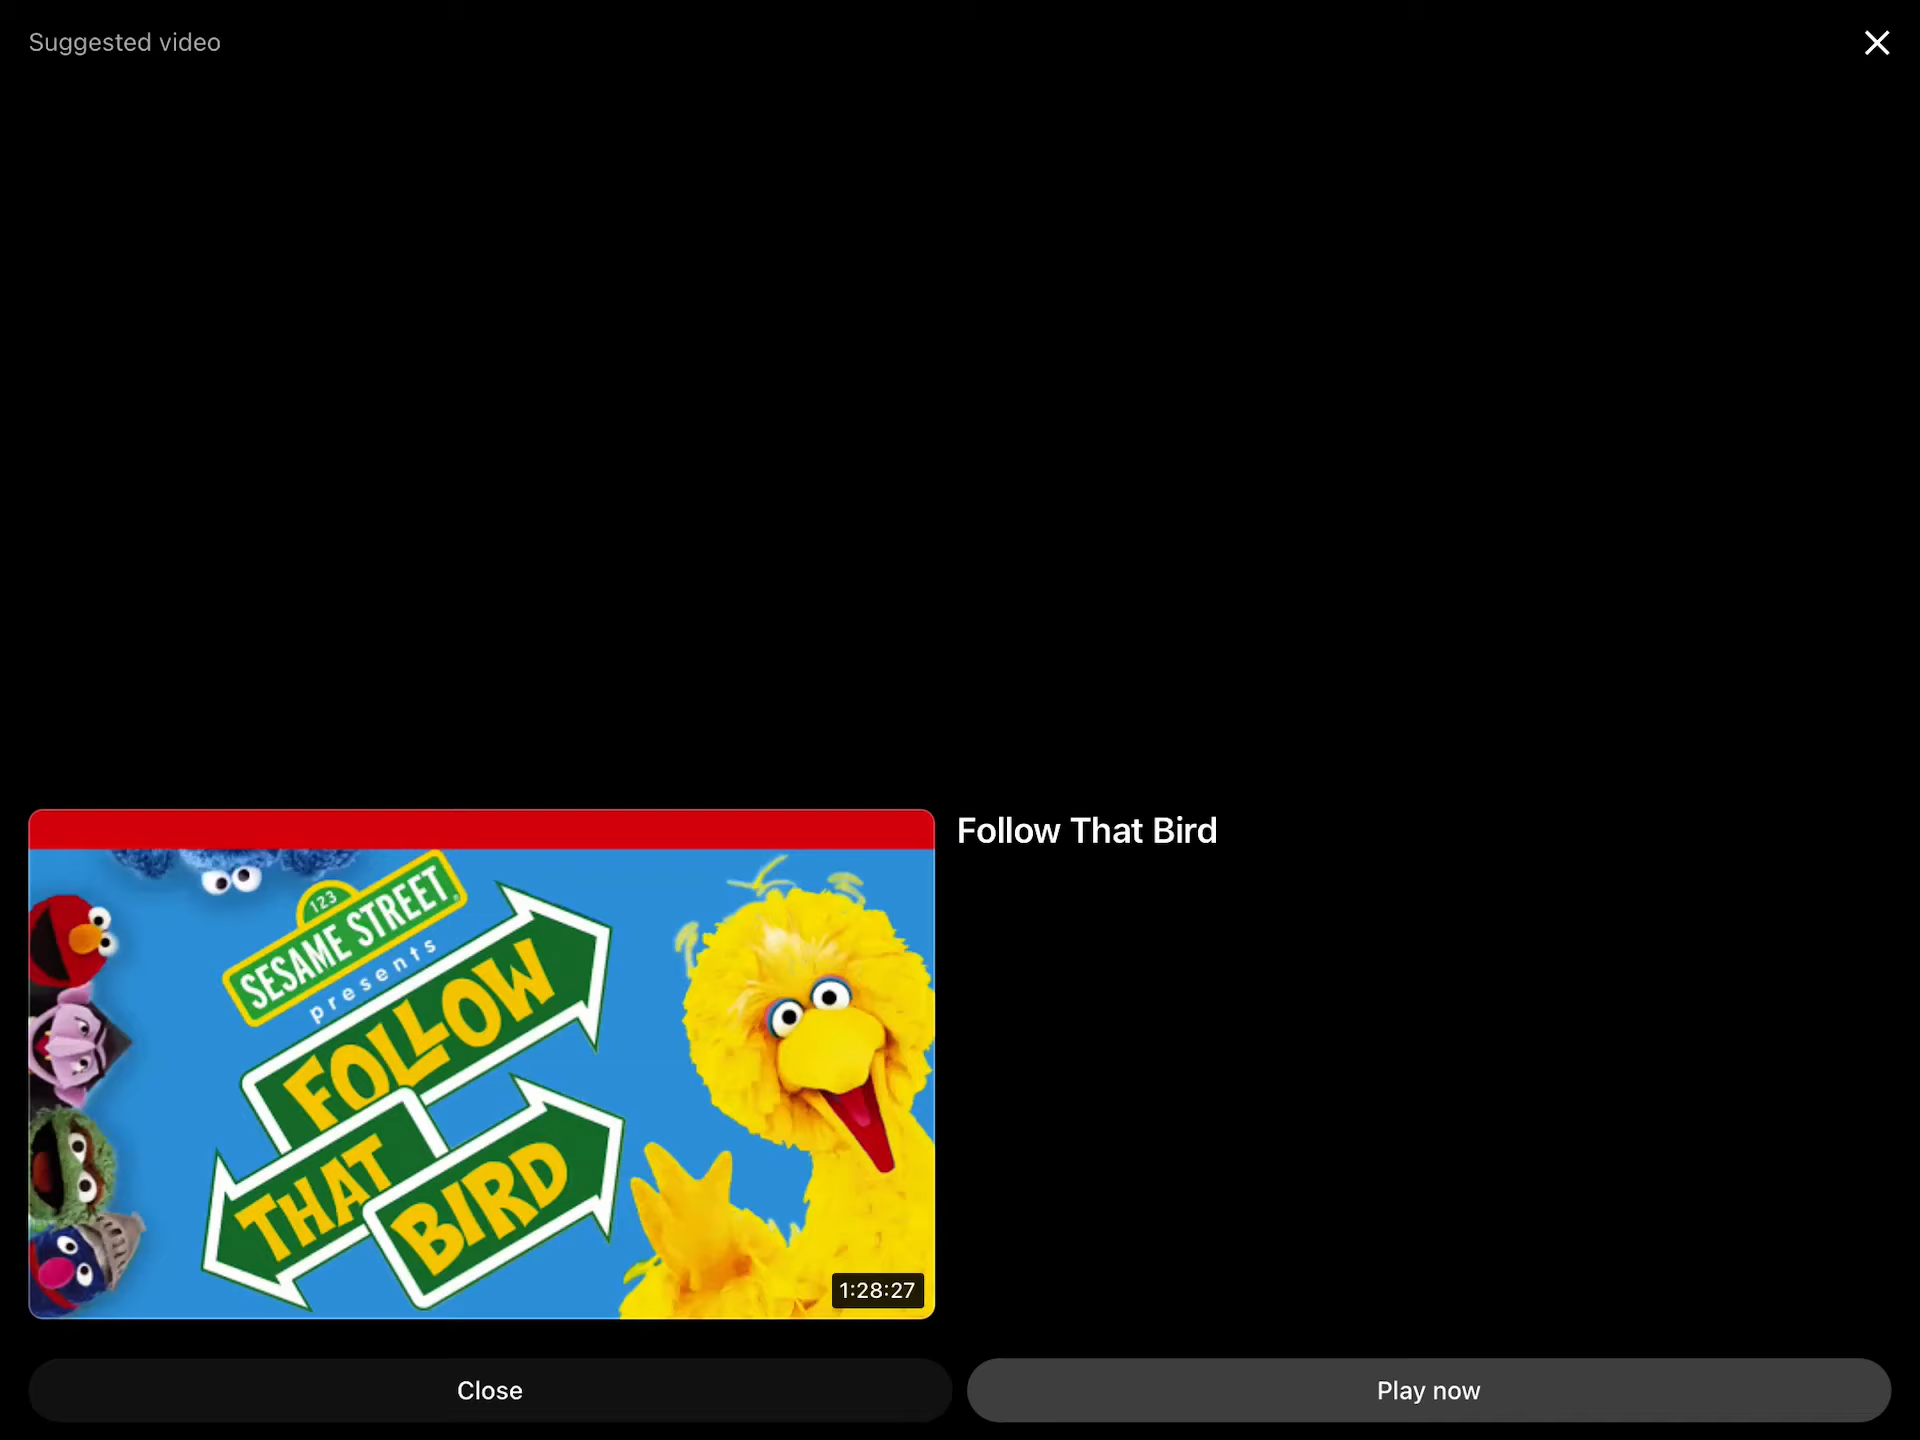 Suggested video
123
SESAME STREET
presents
FOLLOW
THAT
BIRD
1:28:27
Follow That Bird
Close
Play now